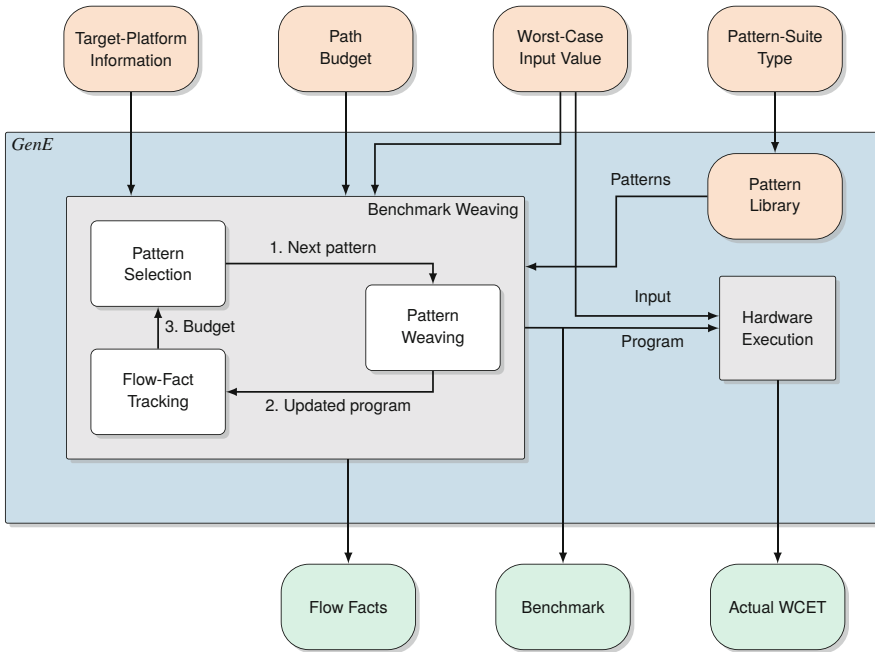 Target-Platform
Information
Path
Budget
Worst-Case
Input Value
Pattern-Suite
Type
GenE
Patterns
Pattern
Library
Benchmark Weaving
Pattern
Selection
1. Next pattern
Pattern
Weaving
3. Budget
Flow-Fact
Tracking
2. Updated program
Input
Program
Hardware
Execution
Flow Facts
Benchmark
Actual WCET